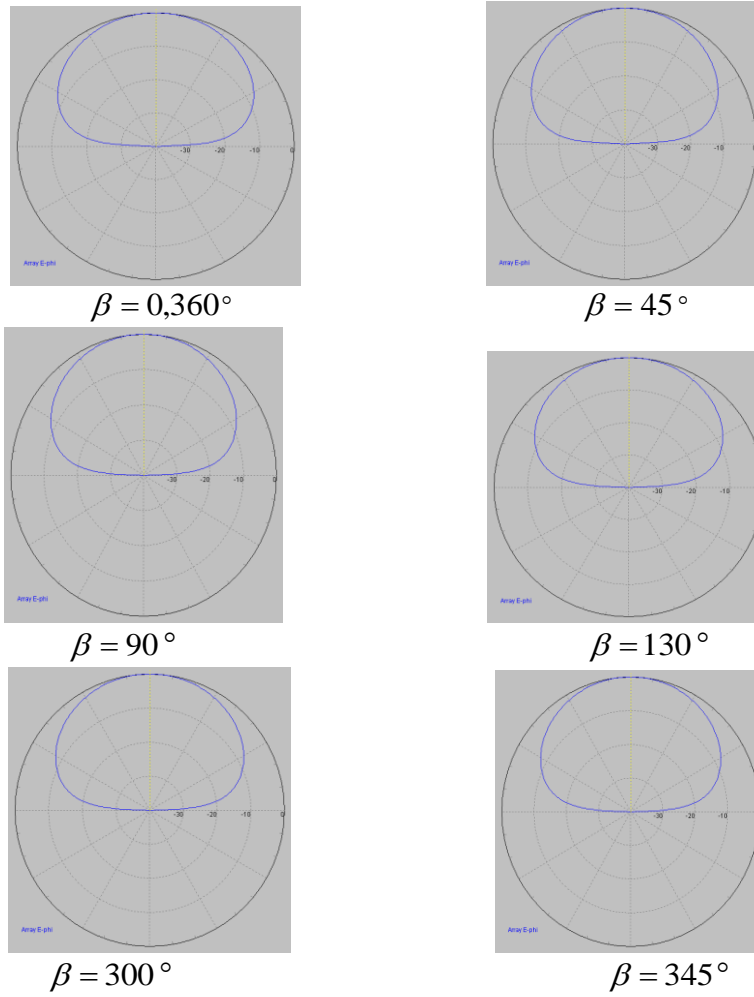 -30 -20 -10 0
Array E-phi
β = 0,360°
-30 -20 -10
Array E-phi
β = 45°
-30 -20 -10 0
Array E-phi
β = 90°
-30 -20 -10
Array E-phi
β = 130°
-30 -20 -10 0
Array E-phi
β = 300°
-30 -20 -10
Array E-phi
β = 345°